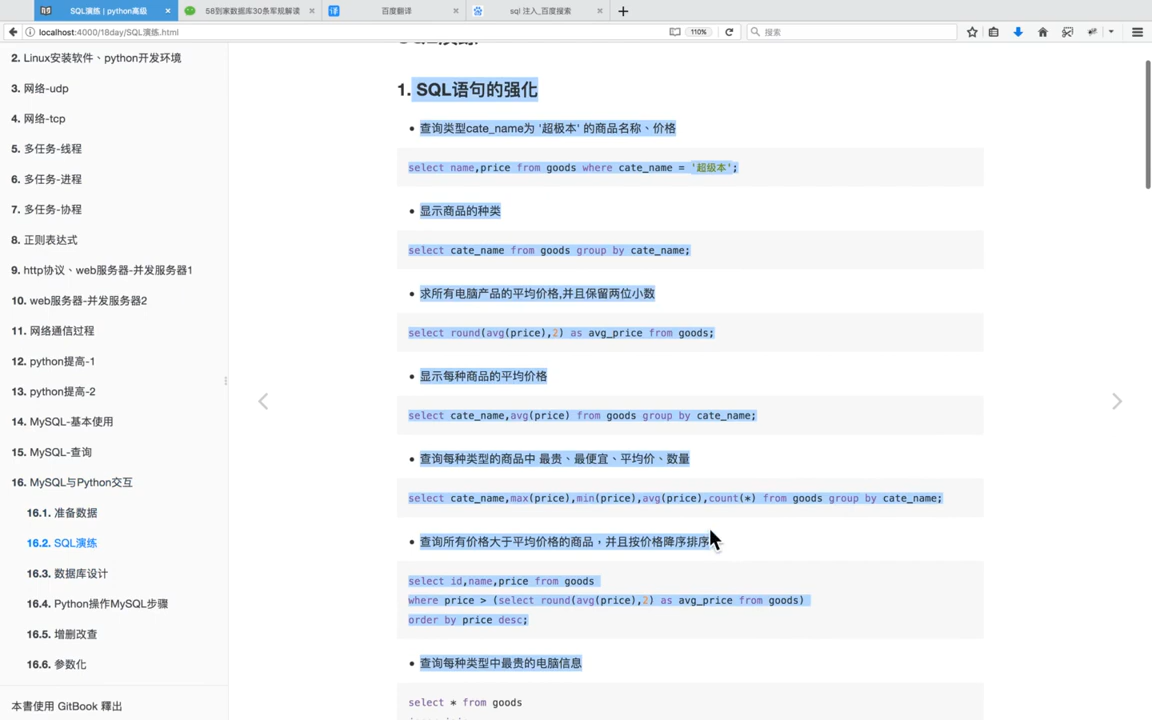 SQL演练 | python高级
58到家数据库30条军规解读
百度翻译
sql 注入_百度搜索
localhost:4000/18day/SQL演练.html
110%
搜索
2. Linux安装软件、python开发环境
3. 网络-udp
4. 网络-tcp
5. 多任务-线程
6. 多任务-进程
7. 多任务-协程
8. 正则表达式
9. http协议、web服务器-并发服务器1
10. web服务器-并发服务器2
11. 网络通信过程
12. python提高-1
13. python提高-2
14. MySQL-基本使用
15. MySQL-查询
16. MySQL与Python交互
16.1. 准备数据
16.2. SQL演练
16.3. 数据库设计
16.4. Python操作MySQL步骤
16.5. 增删改查
16.6. 参数化
本書使用 GitBook 釋出
1. SQL语句的强化
查询类型cate_name为 '超极本' 的商品名称、价格
select name,price from goods where cate_name = '超级本';
显示商品的种类
select cate_name from goods group by cate_name;
求所有电脑产品的平均价格,并且保留两位小数
select round(avg(price),2) as avg_price from goods;
显示每种商品的平均价格
select cate_name,avg(price) from goods group by cate_name;
查询每种类型的商品中 最贵、最便宜、平均价、数量
select cate_name,max(price),min(price),avg(price),count(*) from goods group by cate_name;
查询所有价格大于平均价格的商品，并且按价格降序排序
select id,name,price from goods
where price > (select round(avg(price),2) as avg_price from goods)
order by price desc;
查询每种类型中最贵的电脑信息
select * from goods